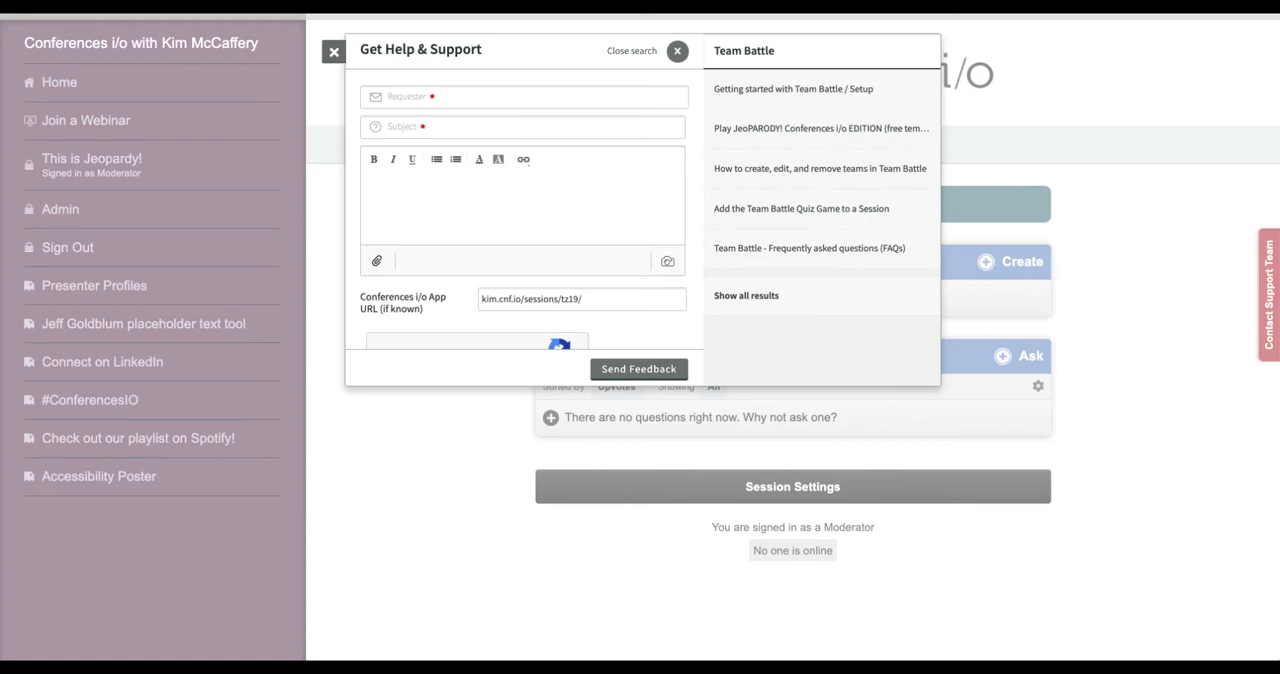 Conferences i/o with Kim McCaffery
Home
Join a Webinar
This is Jeopardy!
Signed in as Moderator
Admin
Sign Out
Presenter Profiles
Jeff Goldblum placeholder text tool
Connect on LinkedIn
#ConferencesIO
Check out our playlist on Spotify!
Accessibility Poster
Get Help & Support
Close search
Requester *
Subject *
B I U A A
Conferences i/o App
URL (if known)
kim.cnf.io/sessions/tz19/
Send Feedback
Team Battle
Getting started with Team Battle / Setup
Play JeoPARODY! Conferences i/o EDITION (free tem...
How to create, edit, and remove teams in Team Battle
Add the Team Battle Quiz Game to a Session
Team Battle - Frequently asked questions (FAQs)
Show all results
i/o
Create
Ask
Sorted By Upvotes Showing All
There are no questions right now. Why not ask one?
Session Settings
You are signed in as a Moderator
No one is online
Contact Support Team